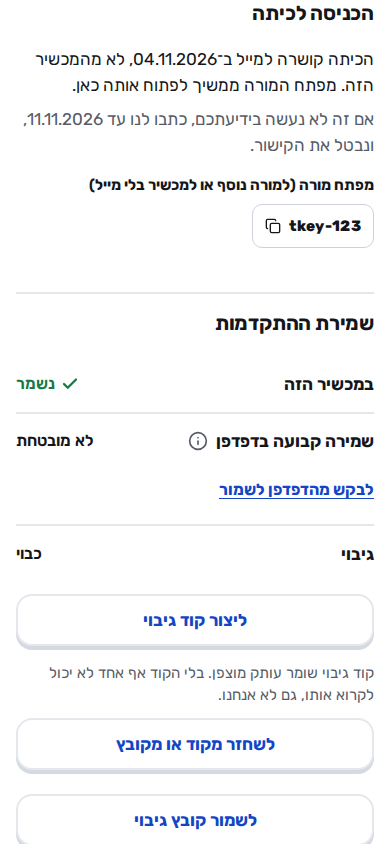 הכניסה לכיתה
הכיתה קושרה למייל ב־04.11.2026, לא מהמכשיר
הזה. מפתח המורה ממשיך לפתוח אותה כאן.
אם זה לא נעשה בידיעתכם, כתבו לנו עד 11.11.2026,
ונבטל את הקישור.
מפתח מורה (למורה נוסף או למכשיר בלי מייל)
tkey-123
שמירת ההתקדמות
במכשיר הזה
נשמר
שמירה קבועה בדפדפן
לא מובטחת
לבקש מהדפדפן לשמור
גיבוי
כבוי
ליצור קוד גיבוי
קוד גיבוי שומר עותק מוצפן. בלי הקוד אף אחד לא יכול
לקרוא אותו, גם לא אנחנו.
לשחזר מקוד או מקובץ
לשמור קובץ גיבוי